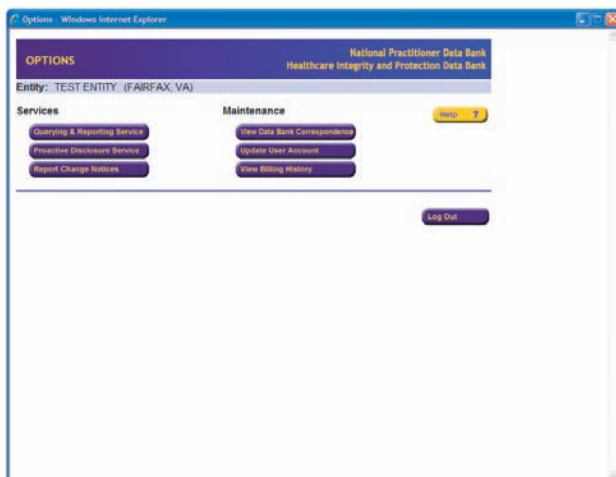 Options - Windows Internet Explorer
OPTIONS
National Practitioner Data Bank
Healthcare Integrity and Protection Data Bank
Entity: TEST ENTITY (FAIRFAX, VA)
Services
Maintenance
Help ?
Querying & Reporting Service
View Data Bank Correspondence
Proactive Disclosure Service
Update User Account
Report Change Notices
View Billing History
Log Out